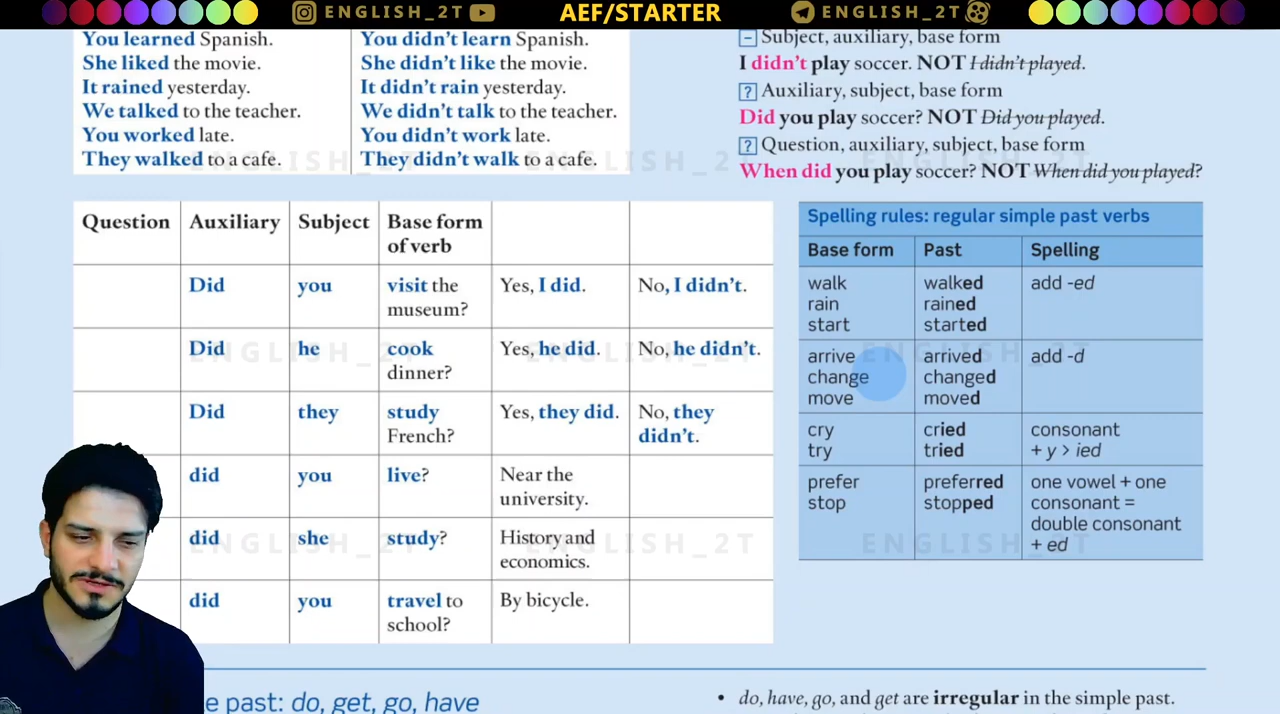 ENGLISH_2T
AEF/STARTER
ENGLISH_2T
You learned Spanish.
You didn't learn Spanish.
She liked the movie.
She didn't like the movie.
It rained yesterday.
It didn't rain yesterday.
We talked to the teacher.
We didn't talk to the teacher.
You worked late.
You didn't work late.
They walked to a cafe.
They didn't walk to a cafe.
− Subject, auxiliary, base form
I didn't play soccer. NOT I didn't played.
? Auxiliary, subject, base form
Did you play soccer? NOT Did you played.
? Question, auxiliary, subject, base form
When did you play soccer? NOT When did you played?
ENGLISH_2T ENGLISH_2T ENGLISH_2T
Question Auxiliary Subject Base form
of verb
Did you visit the Yes, I did. No, I didn't.
museum?
Did he cook Yes, he did. No, he didn't.
dinner?
Did they study Yes, they did. No, they
French? didn't.
did you live? Near the
university.
did she study? History and
economics.
did you travel to By bicycle.
school?
Spelling rules: regular simple past verbs
Base form Past Spelling
walk walked add -ed
rain rained
start started
arrive arrived add -d
change changed
move moved
cry cried consonant
try tried + y > ied
prefer preferred one vowel + one
stop stopped consonant =
double consonant
+ ed
ENGLISH_2T ENGLISH_2T ENGLISH_2T
ENGLISH_2T ENGLISH_2T ENGLISH_2T
e past: do, get, go, have
• do, have, go, and get are irregular in the simple past.